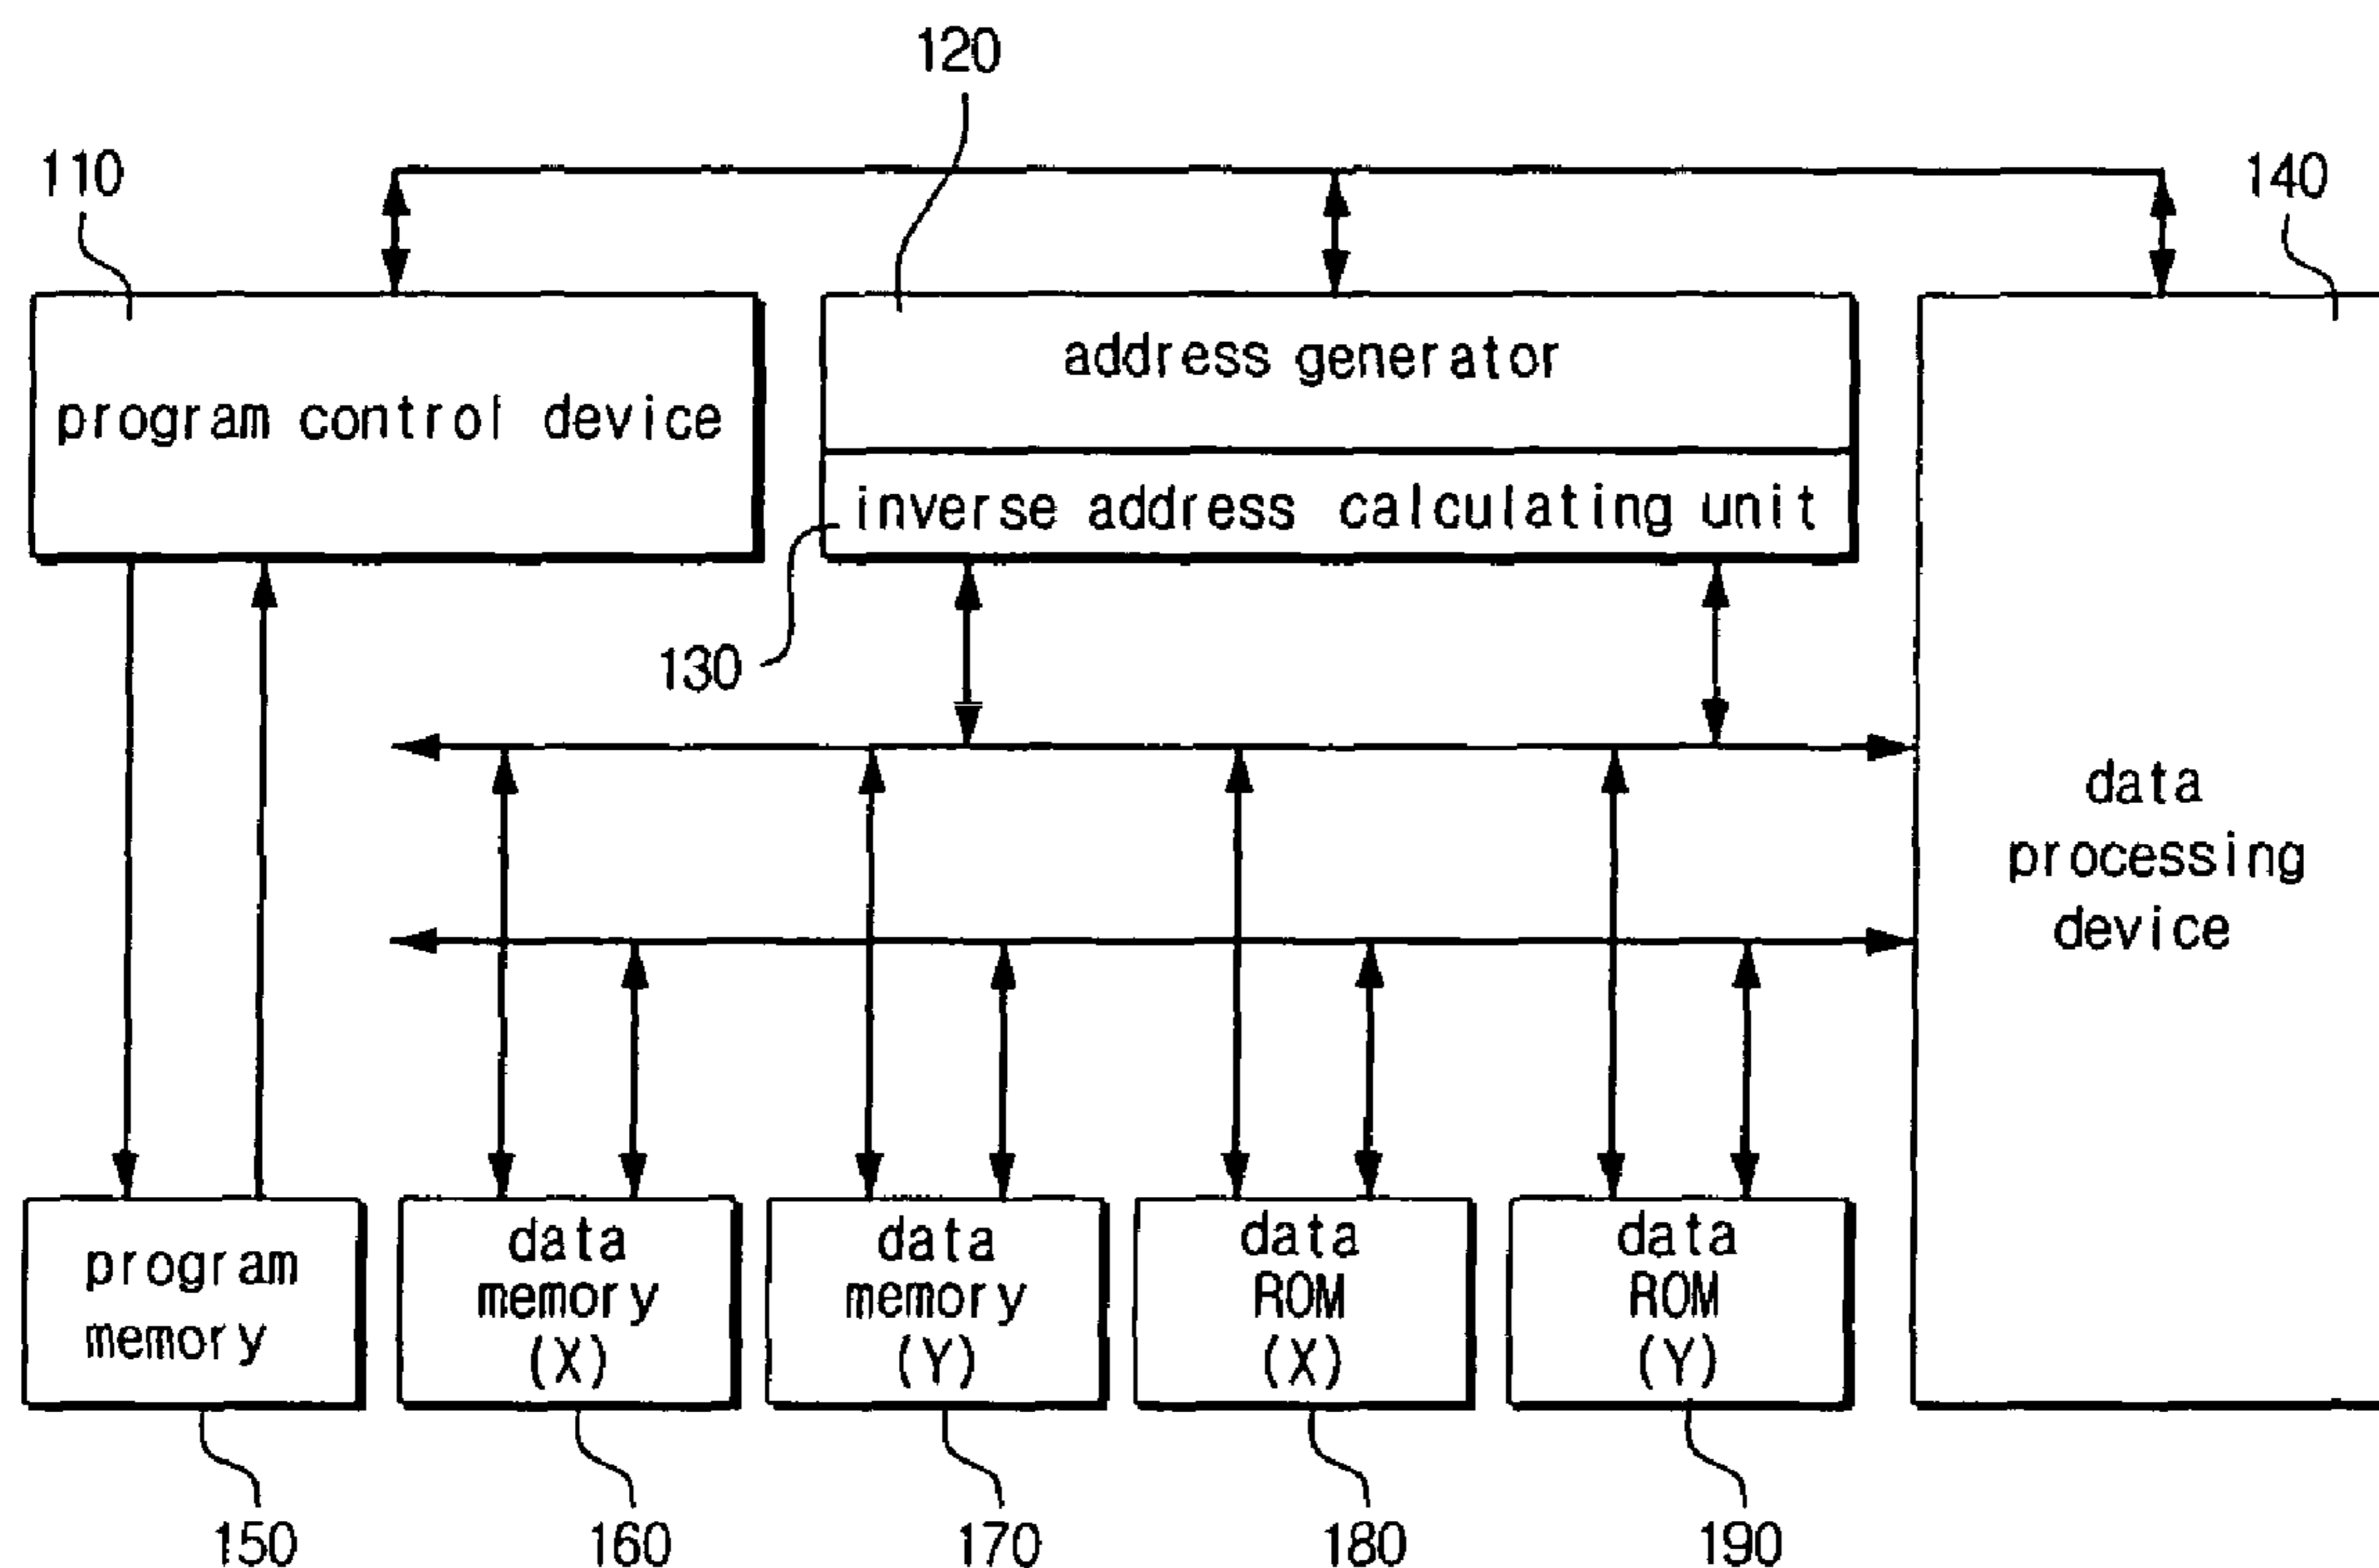 120
110
140
address generator
program control device
inverse address calculating unit
130
data
processing
device
program
memory
data
memory
(X)
data
memory
(Y)
data
ROM
(X)
data
ROM
(Y)
150
160
170
180
190